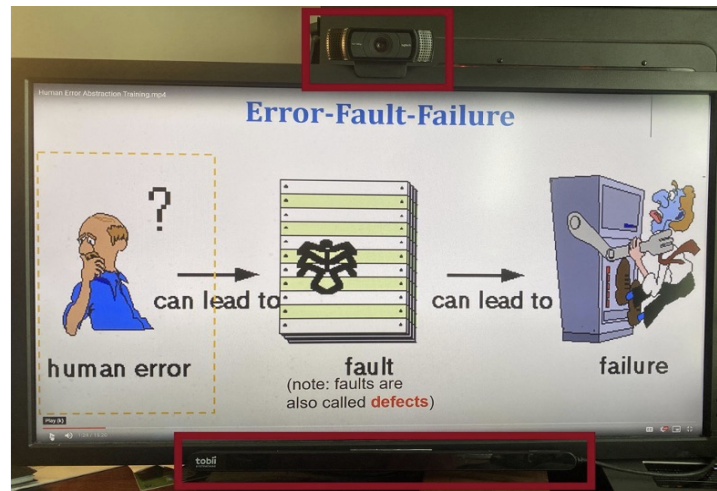 Human Error Abstraction Training.mp4
Error-Fault-Failure
?
can lead to
can lead to
human error
fault
failure
(note: faults are
also called defects)
Play (k)
tobii